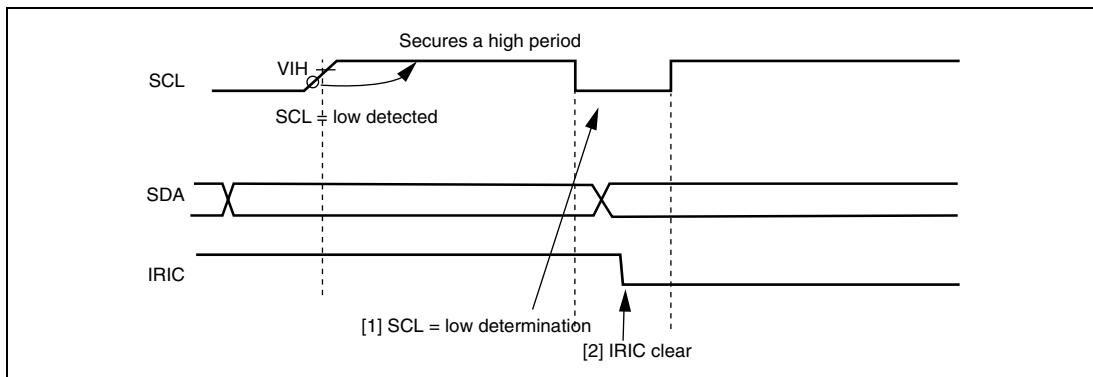 Secures a high period
VIH
SCL
SCL = low detected
SDA
IRIC
[1] SCL = low determination
[2] IRIC clear